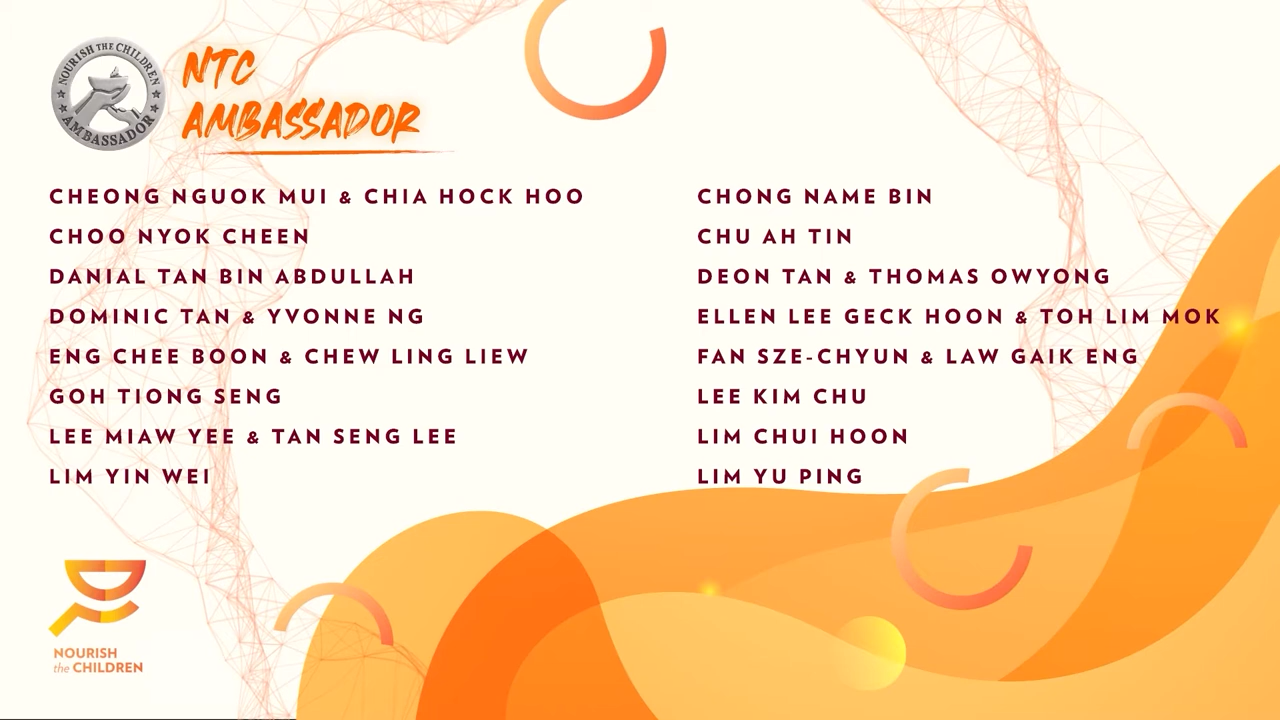 NOURISH THE CHILDREN
AMBASSADOR
NTC
AMBASSADOR
CHEONG NGUOK MUI & CHIA HOCK HOO
CHOO NYOK CHEEN
DANIAL TAN BIN ABDULLAH
DOMINIC TAN & YVONNE NG
ENG CHEE BOON & CHEW LING LIEW
GOH TIONG SENG
LEE MIAW YEE & TAN SENG LEE
LIM YIN WEI
CHONG NAME BIN
CHU AH TIN
DEON TAN & THOMAS OWYONG
ELLEN LEE GECK HOON & TOH LIM MOK
FAN SZE-CHYUN & LAW GAIK ENG
LEE KIM CHU
LIM CHUI HOON
LIM YU PING
NOURISH
the CHILDREN